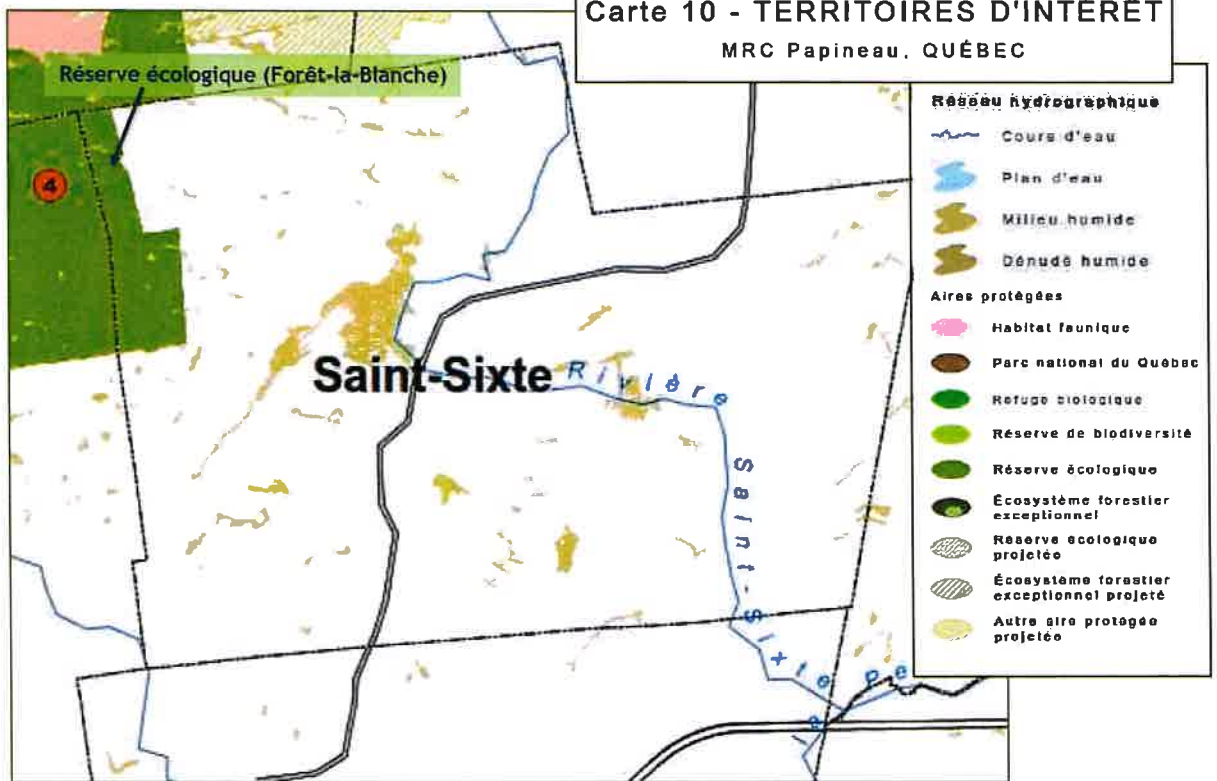 Carte 10 - TERRITOIRES D'INTÉRÊT
MRC Papineau, QUÉBEC
Réserve écologique (Forêt-la-Blanche)
4
Saint-Sixte
Rivière Saint-Sixte
Réseau hydrographique
Cours d'eau
Plan d'eau
Milieu humide
Dénudé humide
Aires protégées
Habitat faunique
Parc national du Québec
Refuge biologique
Réserve de biodiversité
Réserve écologique
Écosystème forestier
exceptionnel
Réserve écologique
projetée
Écosystème forestier
exceptionnel projeté
Autre aire protégée
projetée